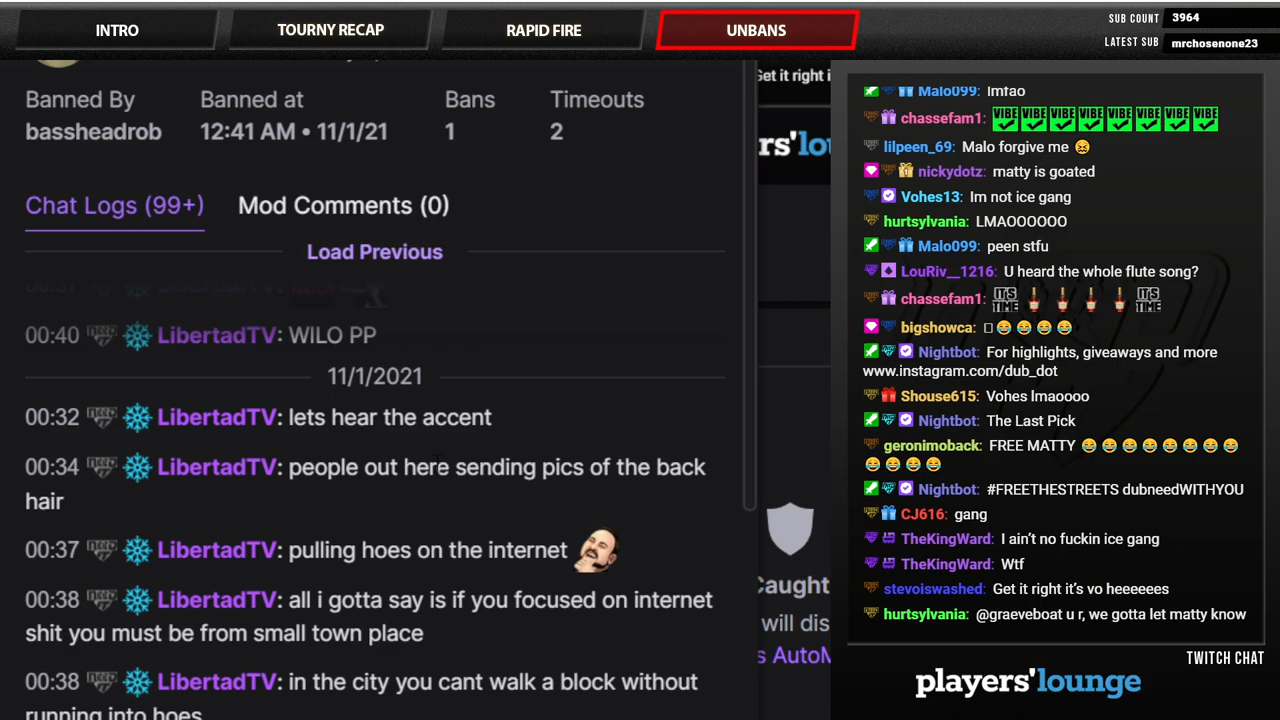 INTRO
TOURNY RECAP
RAPID FIRE
UNBANS
SUB COUNT
3964
LATEST SUB
mrchosenone23
Banned By
bassheadrob
Banned at
12:41 AM • 11/1/21
Bans
1
Timeouts
2
Chat Logs (99+)
Mod Comments (0)
Load Previous
LibertadTV:
00:40 LibertadTV: WILO PP
11/1/2021
00:32 LibertadTV: lets hear the accent
00:34 LibertadTV: people out here sending pics of the back
hair
00:37 LibertadTV: pulling hoes on the internet
00:38 LibertadTV: all i gotta say is if you focused on internet
shit you must be from small town place
00:38 LibertadTV: in the city you cant walk a block without
running into hoes
Get it right i
rs'lou
Caught
will dis
s AutoM
Malo099: lmfao
chassefam1: VIBE VIBE VIBE VIBE VIBE VIBE VIBE VIBE
lilpeen_69: Malo forgive me 😖
nickydotz: matty is goated
Vohes13: Im not ice gang
hurtsylvania: LMAOOOOOO
Malo099: peen stfu
LouRiv__1216: U heard the whole flute song?
chassefam1: IT'S TIME IT'S TIME
bigshowca: 😂😂😂😂
Nightbot: For highlights, giveaways and more
www.instagram.com/dub_dot
Shouse615: Vohes lmaoooo
Nightbot: The Last Pick
geronimoback: FREE MATTY 😂😂😂😂😂😂😂😂
😂😂😂😂
Nightbot: #FREETHESTREETS dubneedWITHYOU
CJ616: gang
TheKingWard: I ain't no fuckin ice gang
TheKingWard: Wtf
stevoiswashed: Get it right it's vo heeeeees
hurtsylvania: @graeveboat u r, we gotta let matty know
TWITCH CHAT
players'lounge